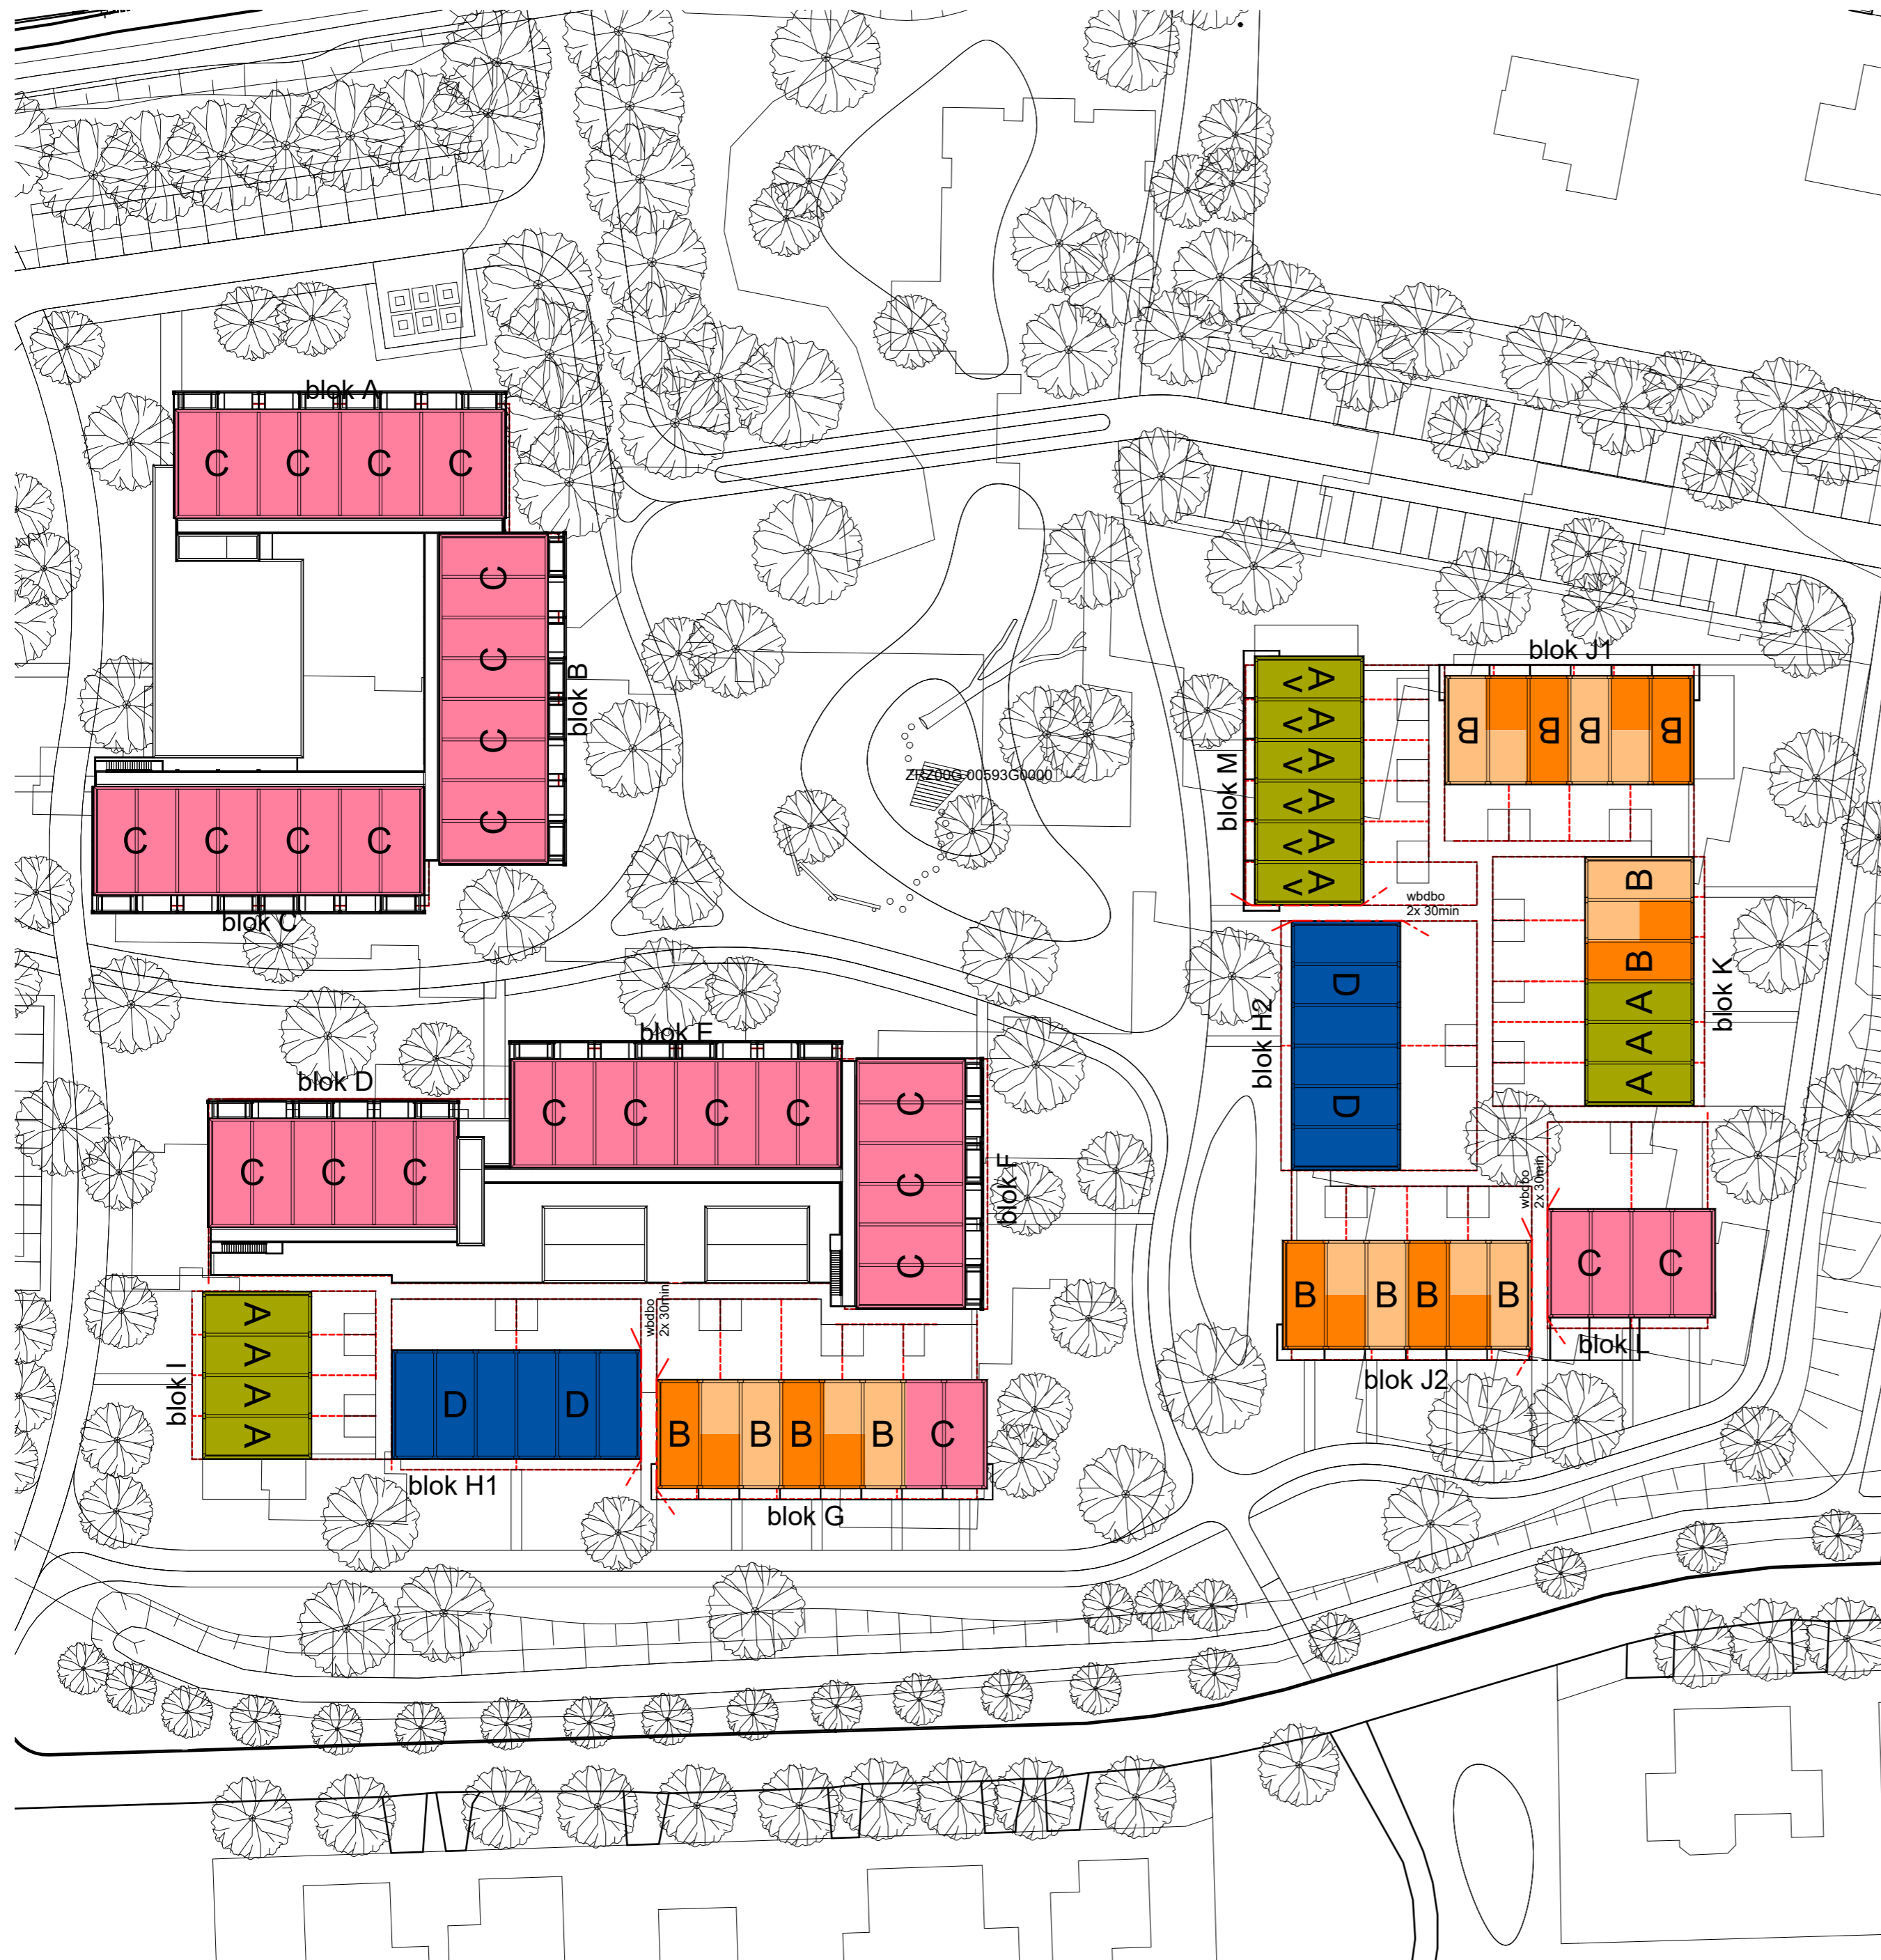 blok A
C C C C
C
C
C
C
blok B
C C C C
blok C
ZRZ00G 00593G0000
blok M
A
A
A
A
A
A
v
v
v
v
v
v
blok J1
B B B B
wbdbo
2x 30min
B
B
A
A
A
blok K
D
D
blok H2
blok E
C C C C
blok D
C C C
C
C
C
blok F
wbdbo
2x 30min
B B B B
blok J2
C C
blok L
A
A
A
A
blok I
D D
blok H1
wbdbo
2x 30min
B B B B C
blok G